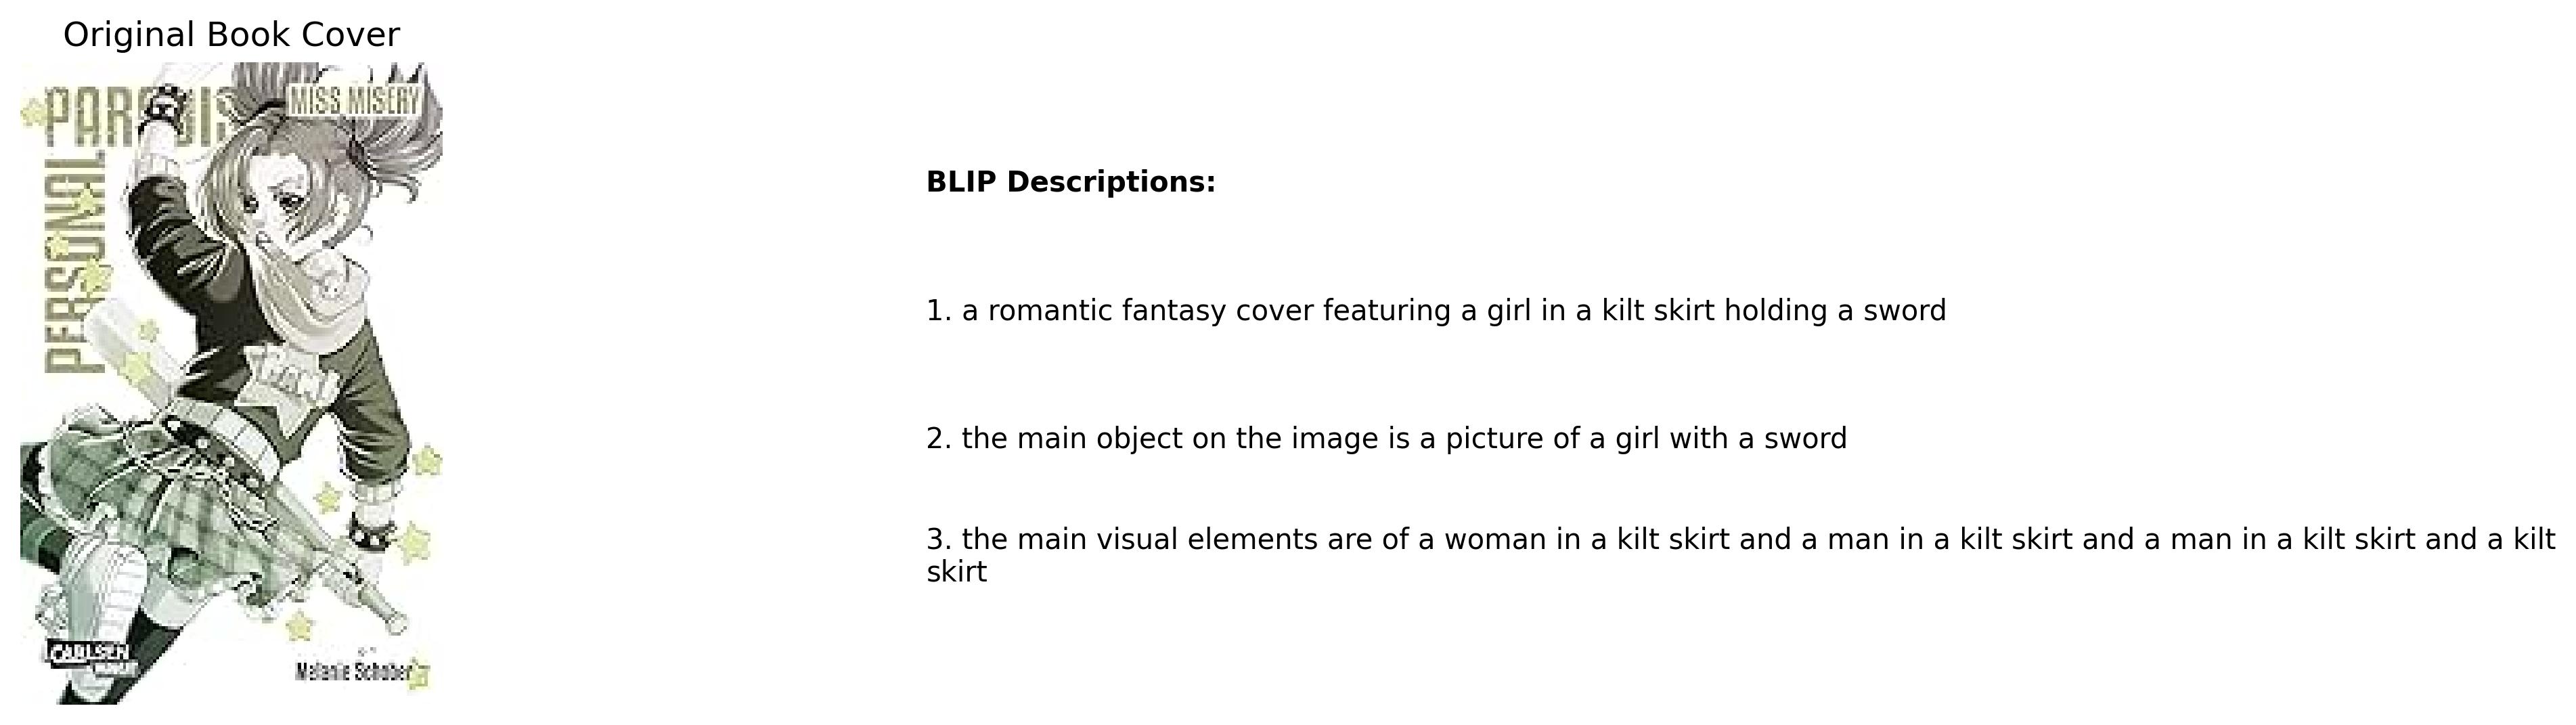 Original Book Cover
MISS MISERY
PERSONAL
CARLSEN
Melanie Schober
BLIP Descriptions:
1. a romantic fantasy cover featuring a girl in a kilt skirt holding a sword
2. the main object on the image is a picture of a girl with a sword
3. the main visual elements are of a woman in a kilt skirt and a man in a kilt skirt and a man in a kilt skirt and a kilt
skirt